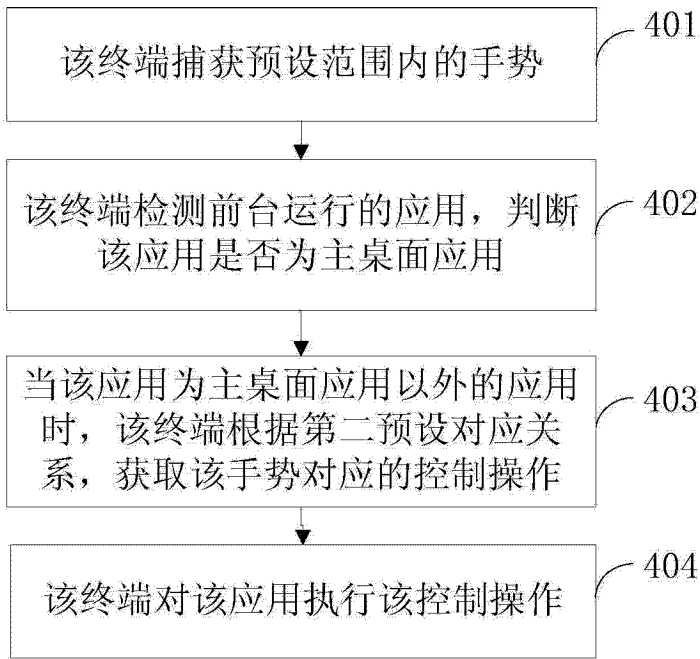 该终端捕获预设范围内的手势
401
该终端检测前台运行的应用，判断
该应用是否为主桌面应用
402
当该应用为主桌面应用以外的应用
时，该终端根据第二预设对应关
系，获取该手势对应的控制操作
403
该终端对该应用执行该控制操作
404